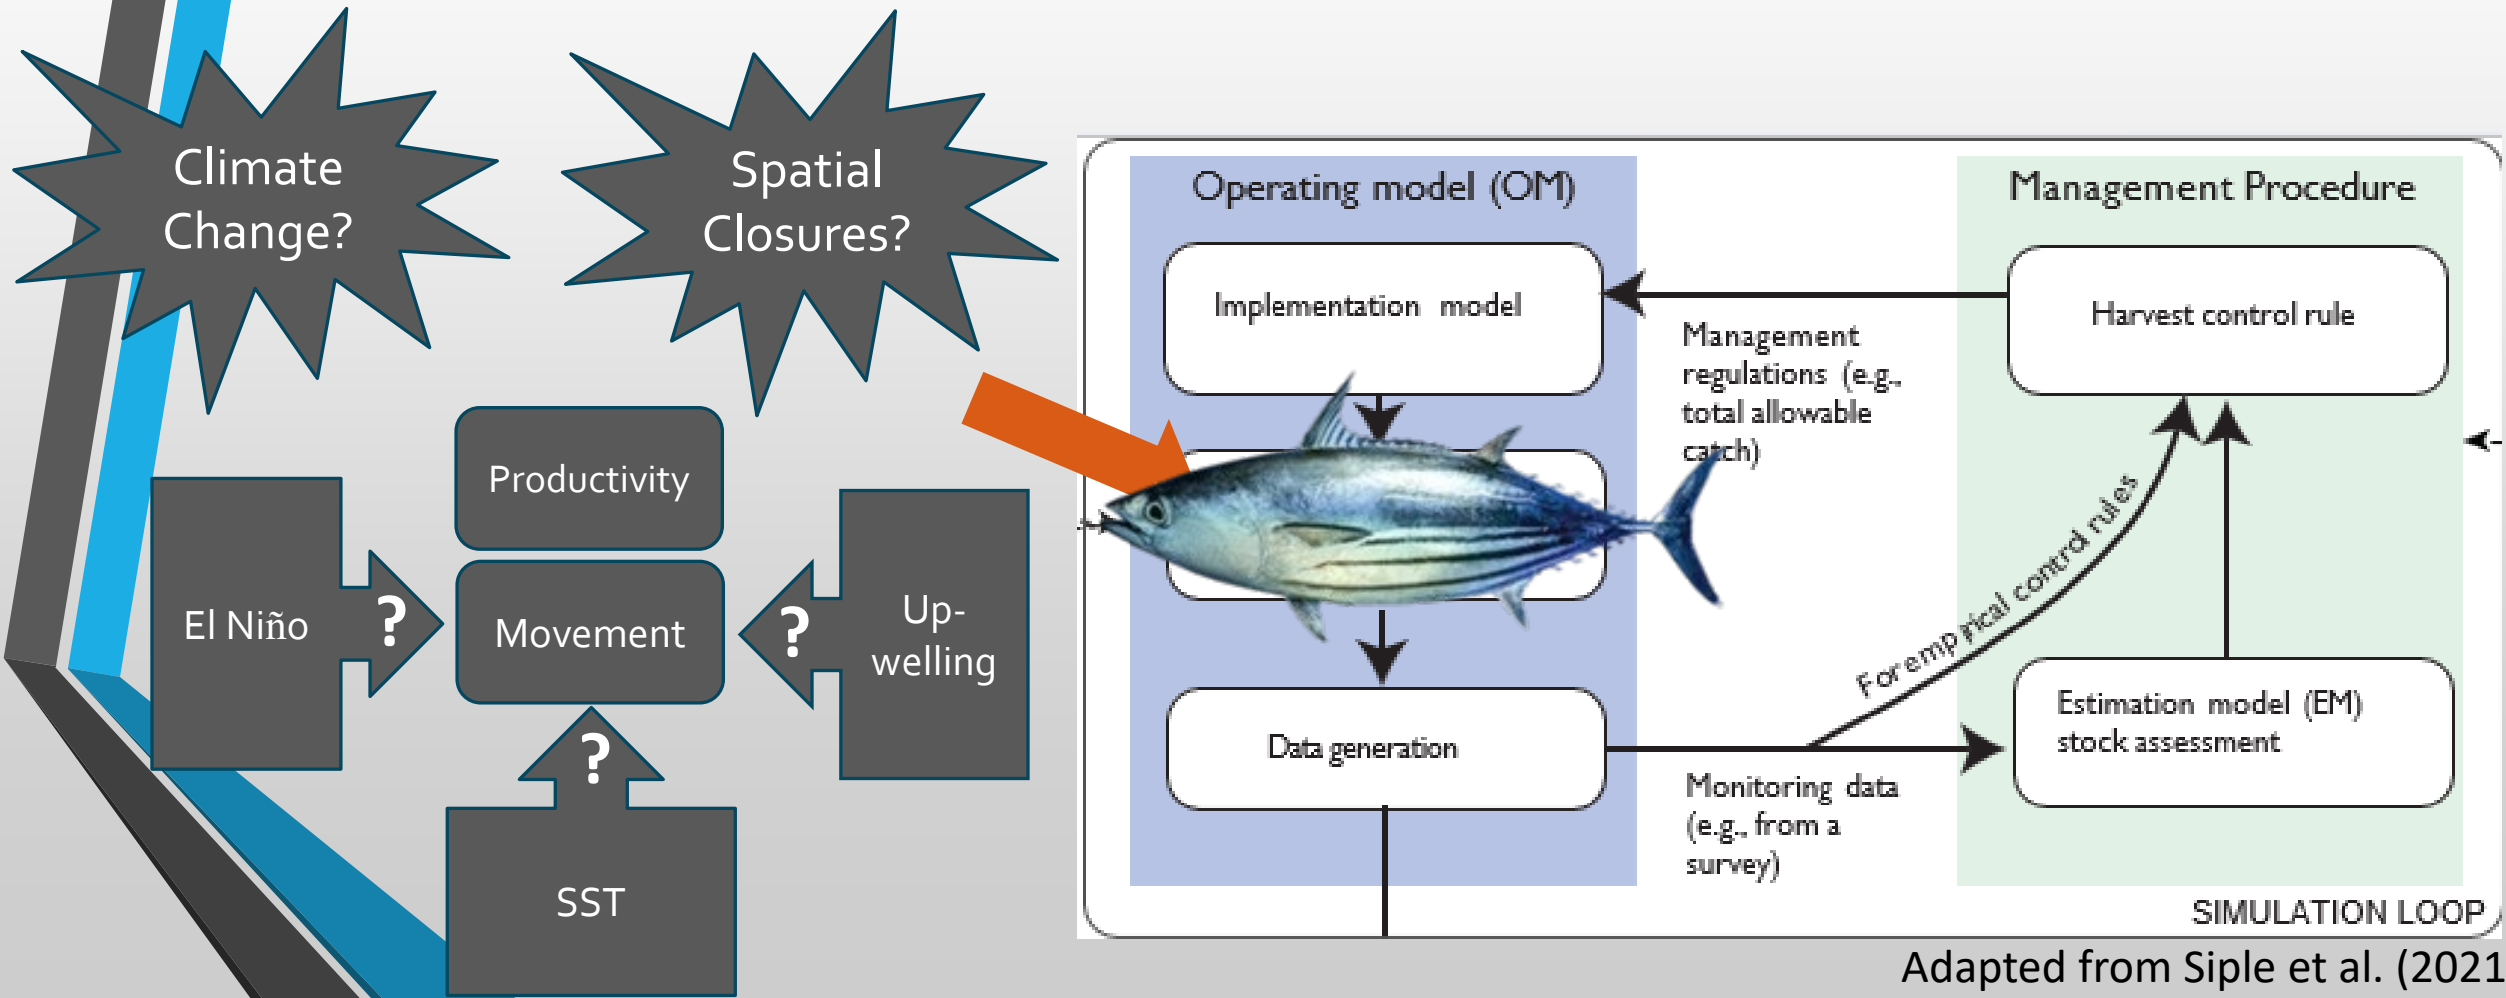 Climate
Change?
Spatial
Closures?
Productivity
El Niño
?
Movement
?
Up-
welling
?
SST
Operating model (OM)
Management Procedure
Implementation model
Harvest control rule
Management
regulations (e.g.,
total allowable
catch)
For empirical control rules
Data generation
Estimation model (EM)
stock assessment
Monitoring data
(e.g., from a
survey)
SIMULATION LOOP
Adapted from Siple et al. (2021